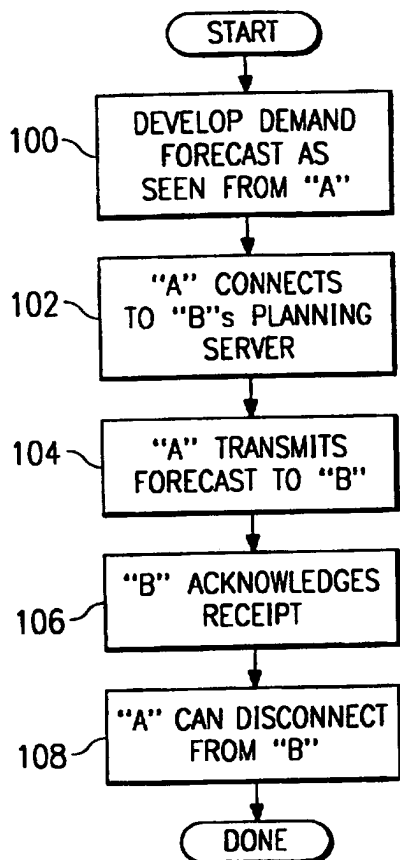 START
100
DEVELOP DEMAND
FORECAST AS
SEEN FROM "A"
102
"A" CONNECTS
TO "B"s PLANNING
SERVER
104
"A" TRANSMITS
FORECAST TO "B"
106
"B" ACKNOWLEDGES
RECEIPT
108
"A" CAN DISCONNECT
FROM "B"
DONE